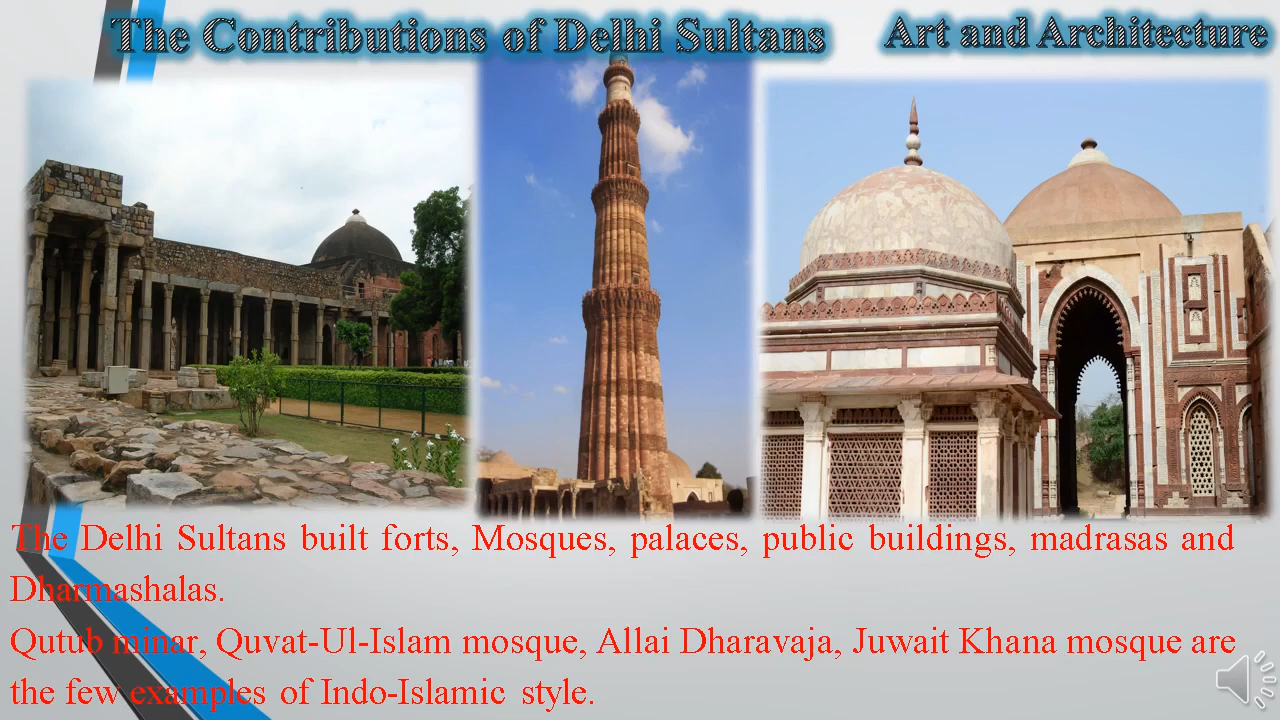 The Contributions of Delhi Sultans
Art and Architecture
The Delhi Sultans built forts, Mosques, palaces, public buildings, madrasas and
Dharmashalas.
Qutub minar, Quvat-Ul-Islam mosque, Allai Dharavaja, Juwait Khana mosque are
the few examples of Indo-Islamic style.